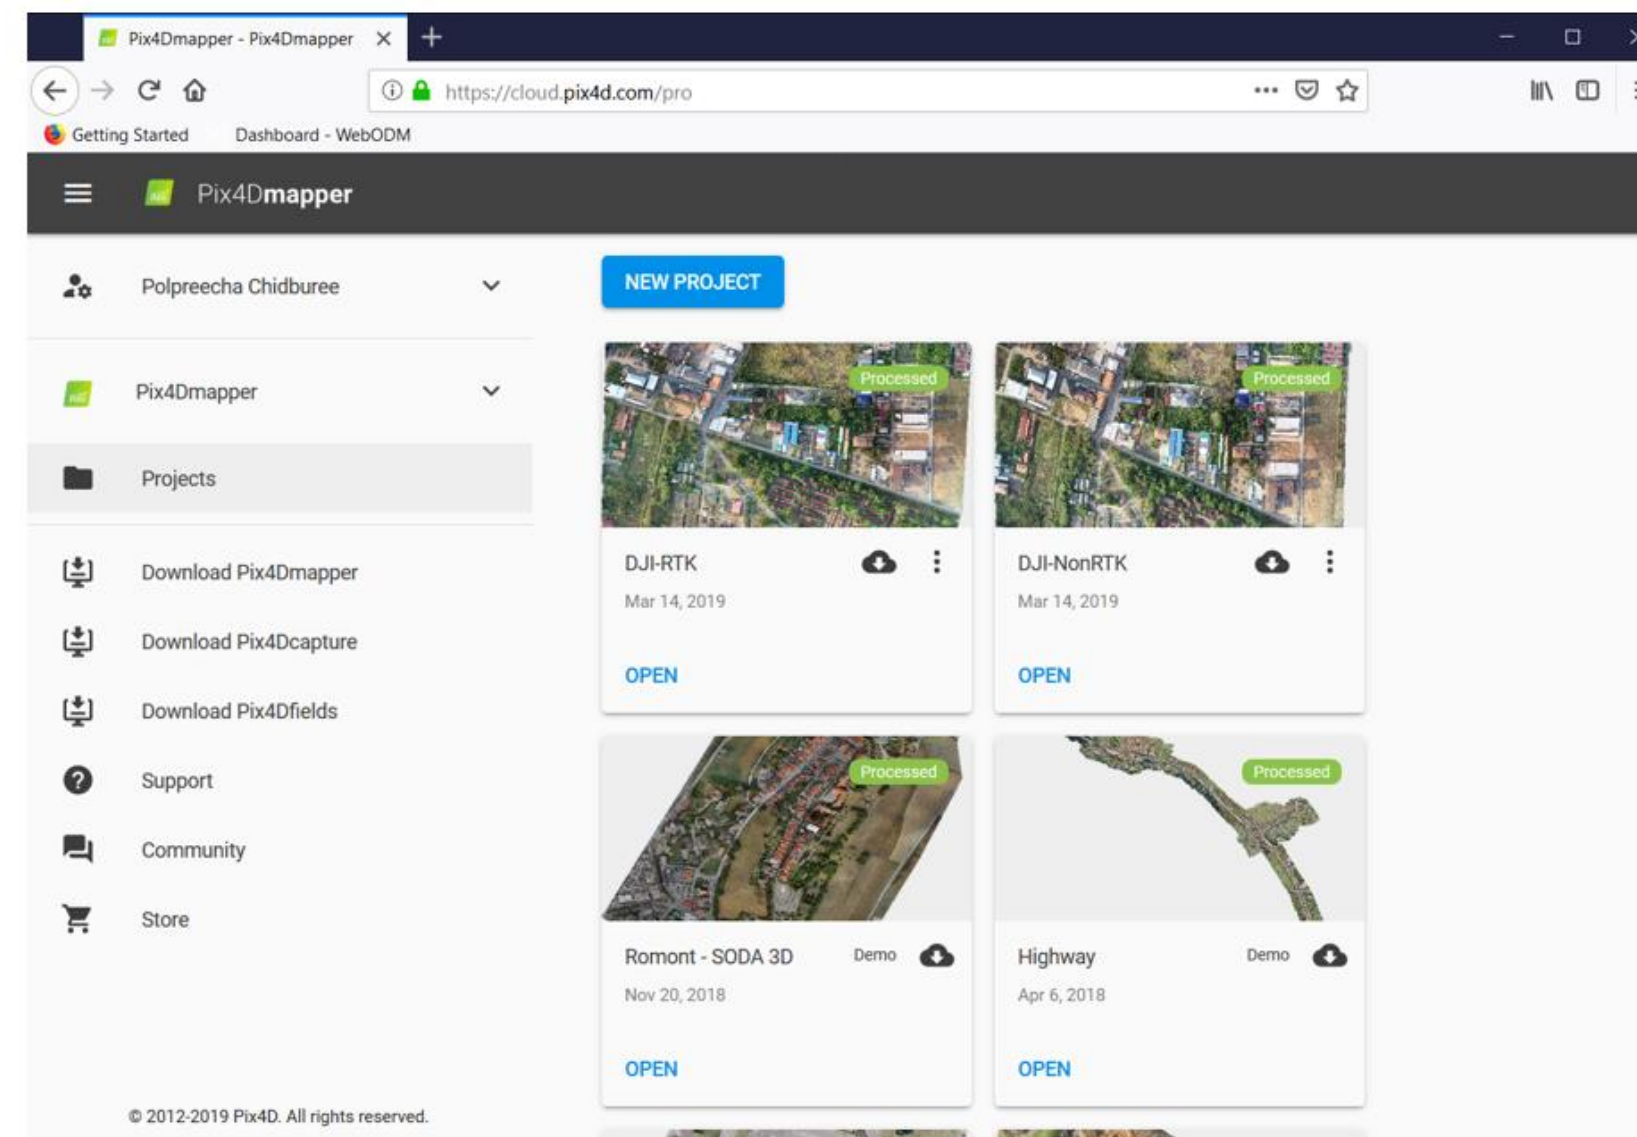 Pix4Dmapper - Pix4Dmapper
https://cloud.pix4d.com/pro
Getting Started Dashboard - WebODM
Pix4Dmapper
Polpreecha Chidburee
Pix4Dmapper
Projects
Download Pix4Dmapper
Download Pix4Dcapture
Download Pix4Dfields
Support
Community
Store
© 2012-2019 Pix4D. All rights reserved.
NEW PROJECT
Processed
DJI-RTK
Mar 14, 2019
OPEN
Processed
DJI-NonRTK
Mar 14, 2019
OPEN
Processed
Romont - SODA 3D Demo
Nov 20, 2018
OPEN
Processed
Highway Demo
Apr 6, 2018
OPEN